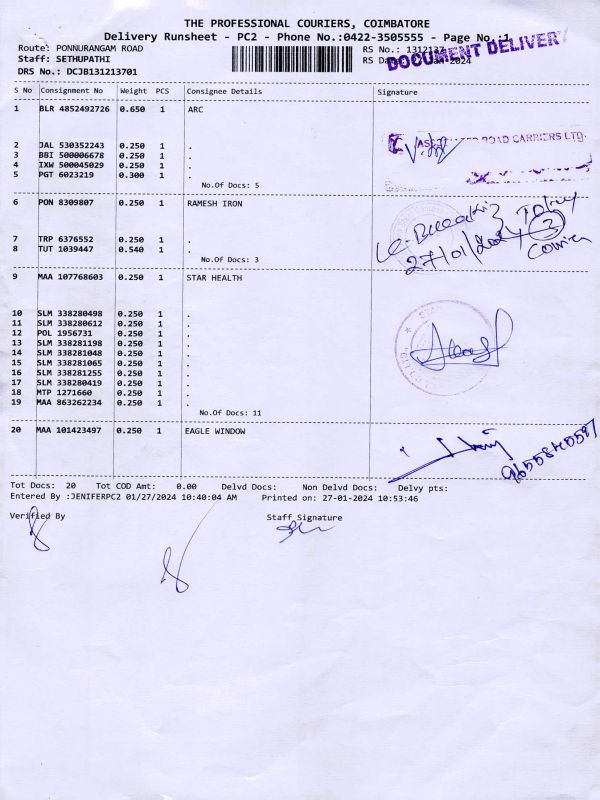 THE PROFESSIONAL COURIERS, COIMBATORE
Delivery Runsheet - PC2 - Phone No.:0422-3505555 - Page No.:1
Route: PONNURANGAM ROAD
RS No.:
DOCUMENT DELIVERY
Staff: SETHUPATHI
DRS No.: DCJB131213701
S No Consignment No Weight PCS Consignee Details Signature
1 BLR 4852492726 0.650 1 ARC
2 JAL 530352243 0.250 1 .
ROAD CARRIERS LTD.
3 BBI 500006678 0.250 1 .
4 IXW 500045029 0.250 1 .
5 PGT 6023219 0.300 1 .
No.Of Docs: 5
6 PON 8309807 0.250 1 RAMESH IRON
7 TRP 6376552 0.250 1 .
27/01/2024
3
Courier
8 TUT 1039447 0.540 1 .
No.Of Docs: 3
9 MAA 107768603 0.250 1 STAR HEALTH
10 SLM 338280498 0.250 1 .
11 SLM 338280612 0.250 1 .
12 POL 1956731 0.250 1 .
13 SLM 338281198 0.250 1 .
14 SLM 338281048 0.250 1 .
15 SLM 338281065 0.250 1 .
16 SLM 338281255 0.250 1 .
17 SLM 338280419 0.250 1 .
18 MTP 1271660 0.250 1 .
19 MAA 863262234 0.250 1 .
No.Of Docs: 11
20 MAA 101423497 0.250 1 EAGLE WINDOW
Tot Docs: 20 Tot COD Amt: 0.00 Delvd Docs: Non Delvd Docs: Delvy pts:
Entered By :JENIFERPC2 01/27/2024 10:40:04 AM Printed on: 27-01-2024 10:53:46
Verified By Staff Signature